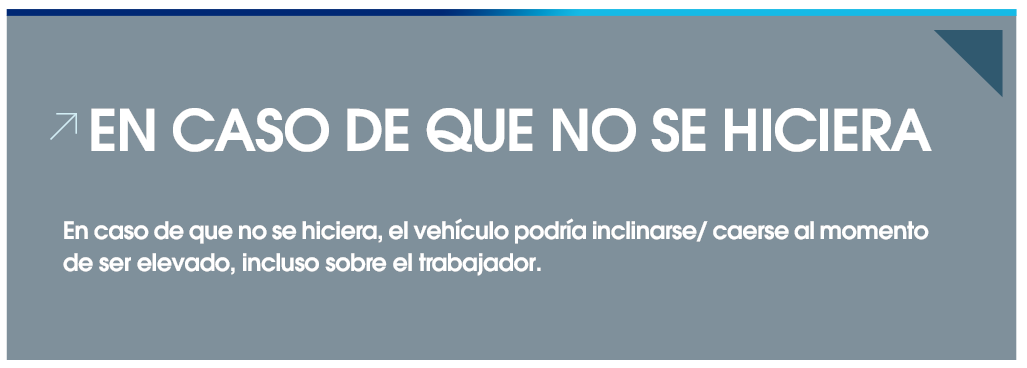 EN CASO DE QUE NO SE HICIERA
En caso de que no se hiciera, el vehículo podría inclinarse/ caerse al momento
de ser elevado, incluso sobre el trabajador.